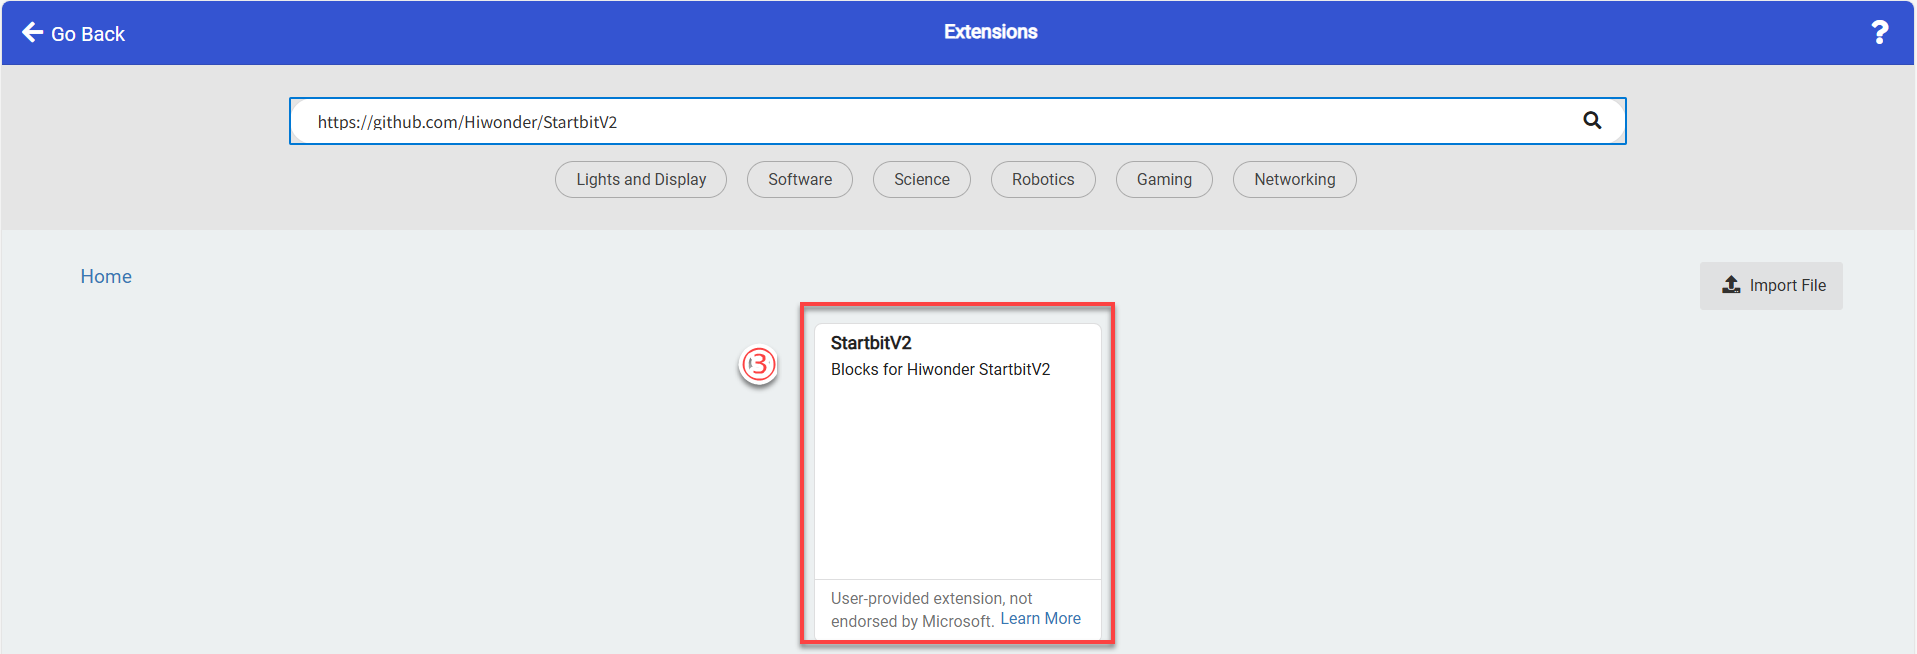 Go Back
Extensions
?
https://github.com/Hiwonder/StartbitV2
Lights and Display
Software
Science
Robotics
Gaming
Networking
Home
Import File
③
StartbitV2
Blocks for Hiwonder StartbitV2
User-provided extension, not
endorsed by Microsoft. Learn More